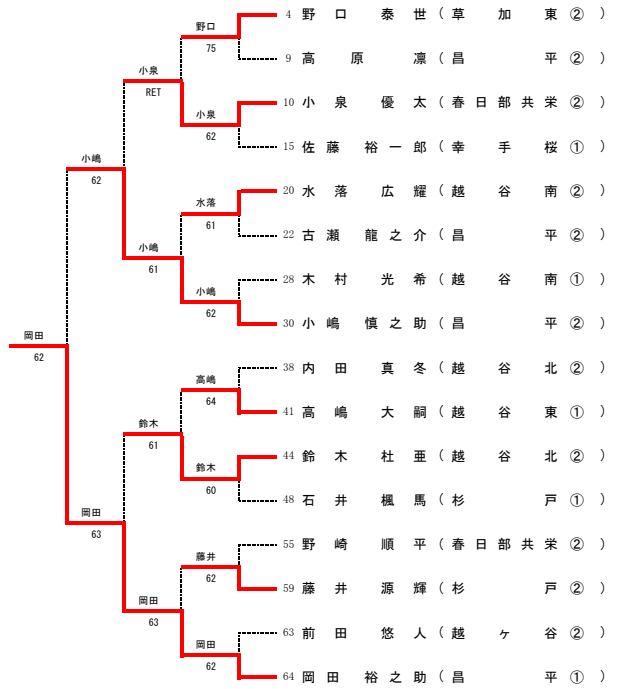 4 野口 泰世 (草加東 ②)
野口
75
9 高原 凛 (昌平 ②)
小泉
RET
10 小泉 優太 (春日部共栄 ②)
小泉
62
15 佐藤 裕一郎 (幸手桜 ①)
小嶋
62
20 水落 広耀 (越谷南 ②)
水落
61
22 古瀬 龍之介 (昌平 ②)
小嶋
61
28 木村 光希 (越谷南 ①)
小嶋
62
30 小嶋 慎之助 (昌平 ②)
岡田
62
38 内田 真冬 (越谷北 ②)
高嶋
64
41 高嶋 大嗣 (越谷東 ①)
鈴木
61
44 鈴木 杜亜 (越谷北 ②)
鈴木
60
48 石井 楓馬 (杉戸 ①)
岡田
63
55 野崎 順平 (春日部共栄 ②)
藤井
62
59 藤井 源輝 (杉戸 ②)
岡田
63
63 前田 悠人 (越ヶ谷 ②)
岡田
62
64 岡田 裕之助 (昌平 ①)